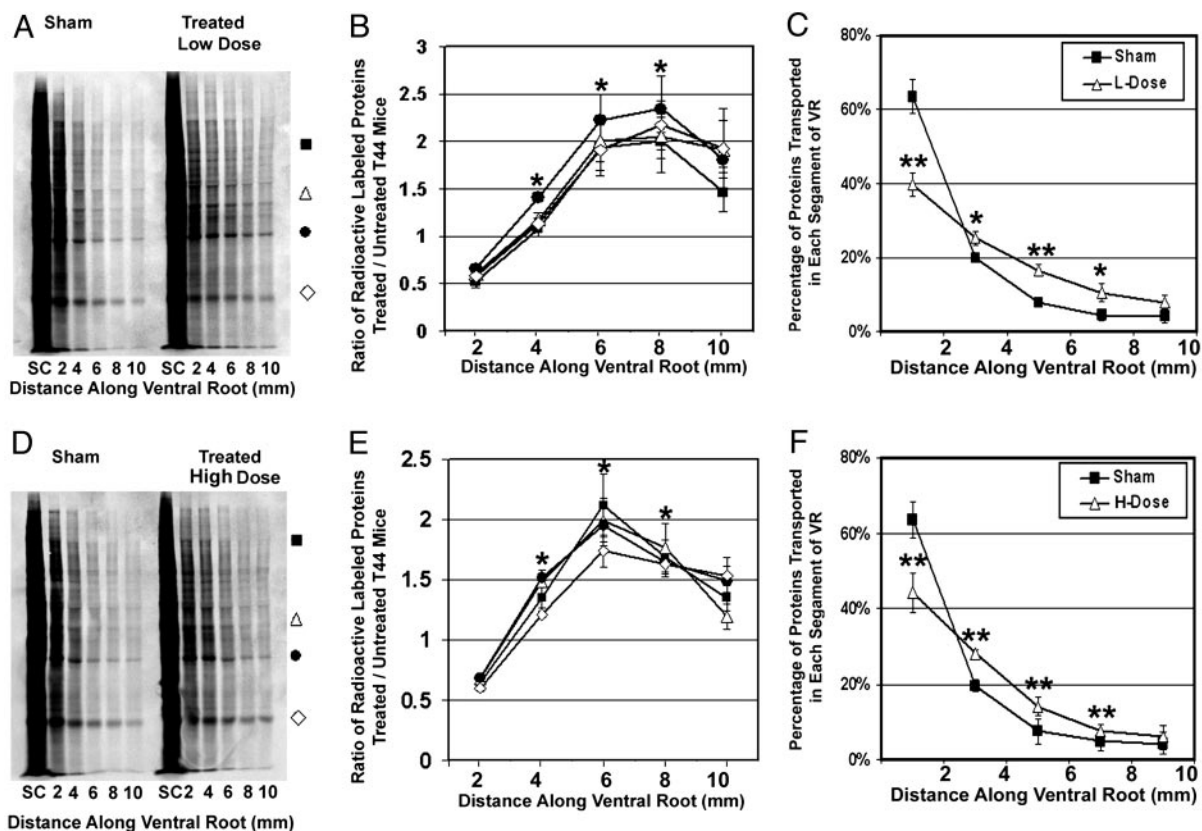 A
Sham
Treated
Low Dose
SC 2 4 6 8 10 SC 2 4 6 8 10
Distance Along Ventral Root (mm)
B
Ratio of Radioactive Labeled Proteins
Treated / Untreated T44 Mice
3
2.5
2
1.5
1
0.5
0
*
*
*
2 4 6 8 10
Distance Along Ventral Root (mm)
C
Percentage of Proteins Transported
in Each Segament of VR
80%
60%
40%
20%
0%
Sham
L-Dose
**
*
**
*
2 4 6 8 10
Distance Along Ventral Root (mm)
D
Sham
Treated
High Dose
SC 2 4 6 8 10 SC 2 4 6 8 10
Distance Along Ventral Root (mm)
E
Ratio of Radioactive Labeled Proteins
Treated / Untreated T44 Mice
2.5
2
1.5
1
0.5
0
*
*
*
2 4 6 8 10
Distance Along Ventral Root (mm)
F
Percentage of Proteins Transported
in Each Segament of VR
80%
60%
40%
20%
0%
Sham
H-Dose
**
**
**
**
2 4 6 8 10
Distance Along Ventral Root (mm)